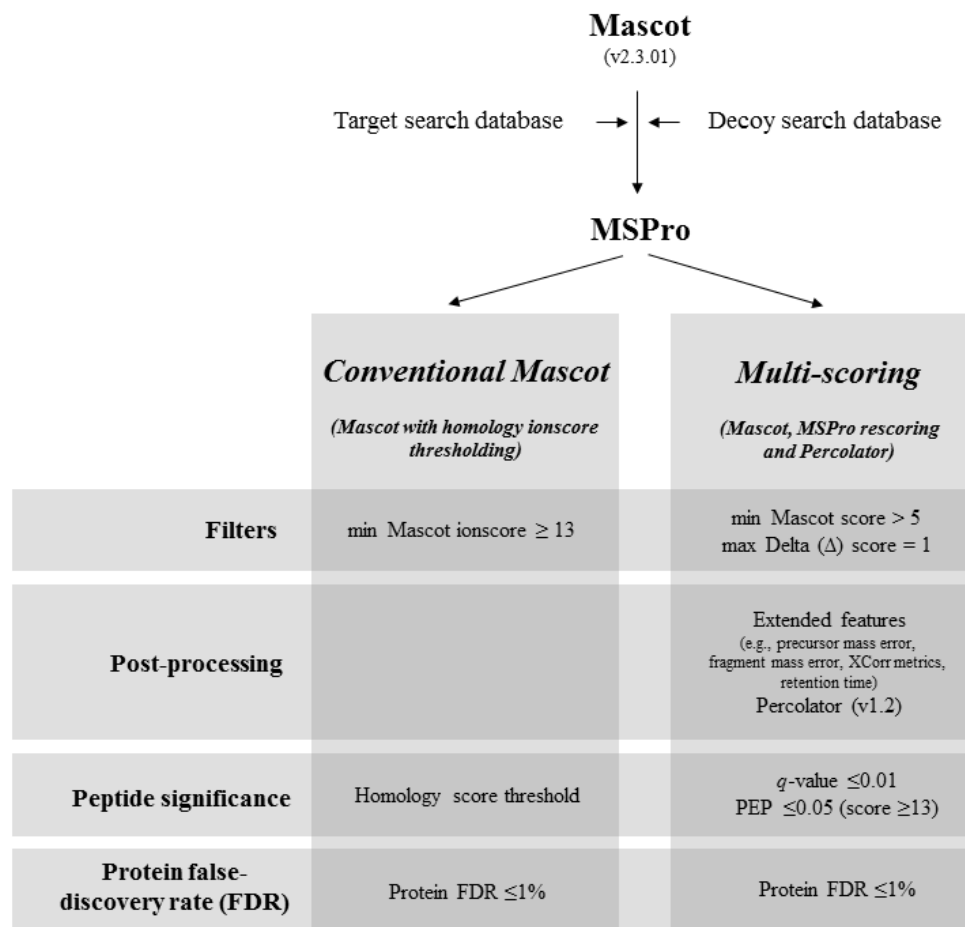 Mascot
(v2.3.01)
Target search database
Decoy search database
MSPro
Conventional Mascot
(Mascot with homology ionscore
thresholding)
Multi-scoring
(Mascot, MSPro rescoring
and Percolator)
Filters
min Mascot ionscore ≥ 13
min Mascot score > 5
max Delta (Δ) score = 1
Post-processing
Extended features
(e.g., precursor mass error,
fragment mass error, XCorr metrics,
retention time)
Percolator (v1.2)
Peptide significance
Homology score threshold
q-value ≤0.01
PEP ≤0.05 (score ≥13)
Protein false-
discovery rate (FDR)
Protein FDR ≤1%
Protein FDR ≤1%